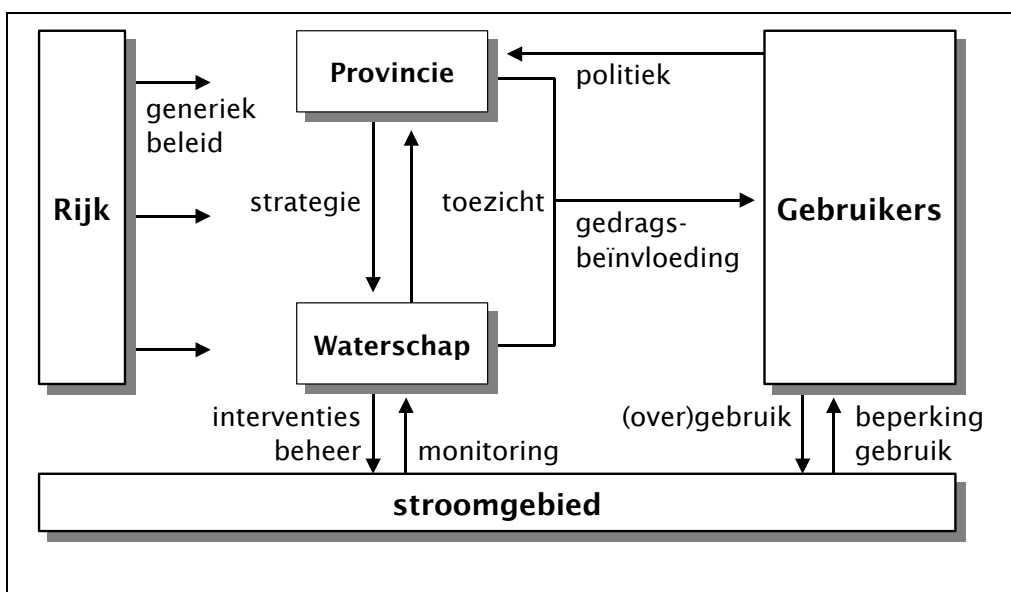 Provincie
politiek
generiek
beleid
Rijk
strategie
toezicht
gedrags-
beïnvloeding
Gebruikers
Waterschap
interventies
beheer
monitoring
(over)gebruik
beperking
gebruik
stroomgebied